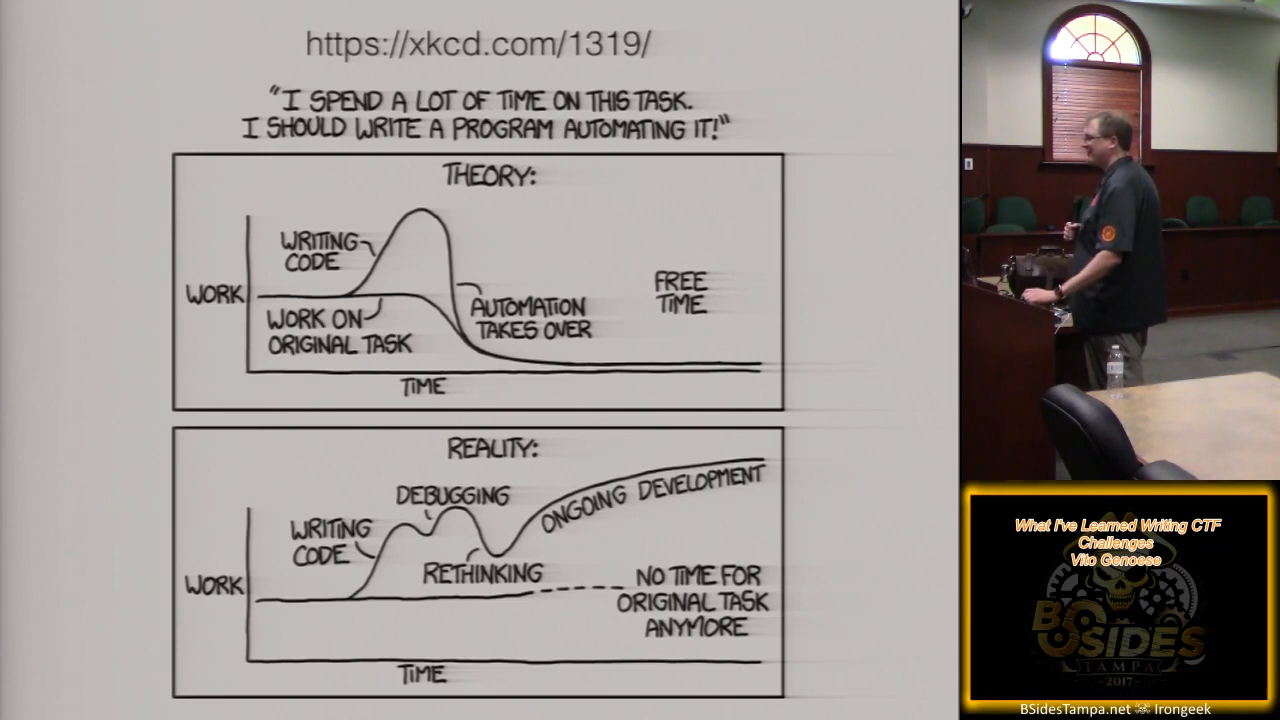 https://xkcd.com/1319/
"I SPEND A LOT OF TIME ON THIS TASK.
I SHOULD WRITE A PROGRAM AUTOMATING IT!"
THEORY:
WRITING
CODE
WORK
WORK ON
ORIGINAL TASK
AUTOMATION
TAKES OVER
FREE
TIME
TIME
REALITY:
WRITING
CODE
DEBUGGING
RETHINKING
ONGOING DEVELOPMENT
WORK
NO TIME FOR
ORIGINAL TASK
ANYMORE
TIME
What I've Learned Writing CTF
Challenges
Vito Genoese
BSIDES
TAMPA
-2017-
BSidesTampa.net Irongeek